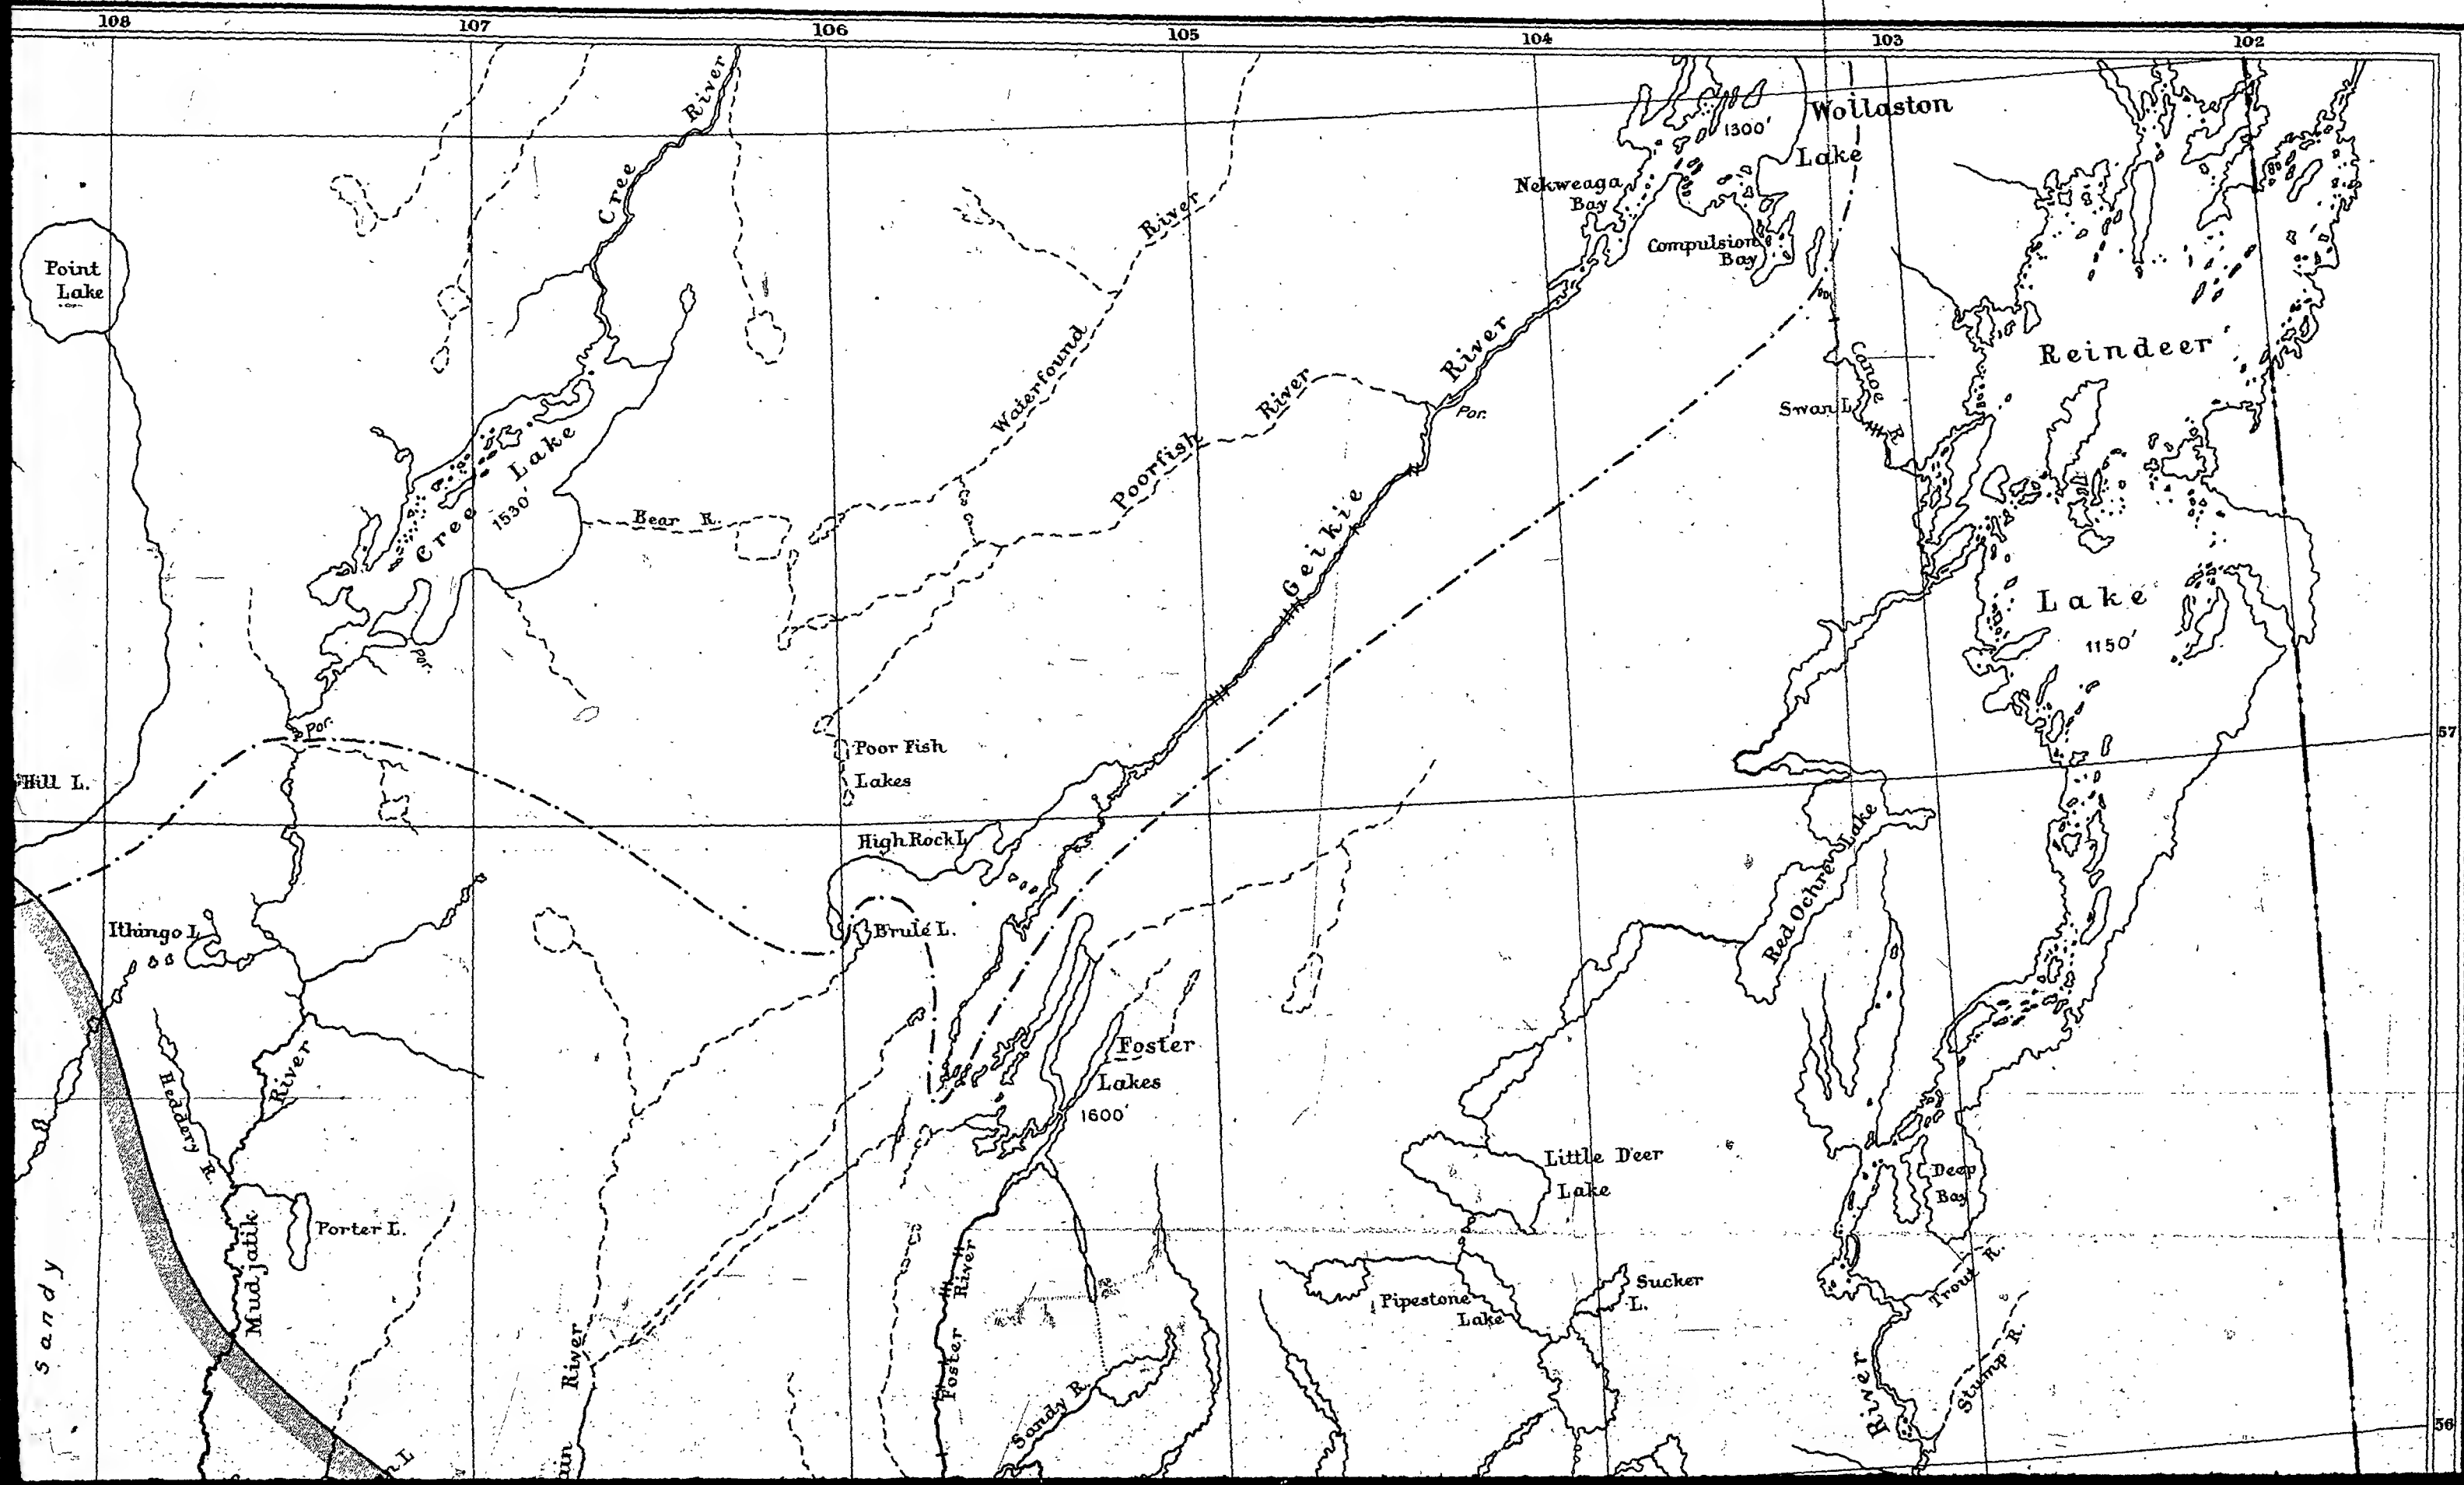 108 107 106 105 104 103 102
Cree River
Wollaston
Lake
1300'
Nekweaga
Bay
Compulsion
Bay
Point
Lake
Waterfound River
Reindeer
Lake
1150'
Canoe R.
Swan L.
Geikie River
Por.
Poorfish River
Cree Lake
1530'
Bear R.
Por.
Por.
57
Poor Fish
Lakes
Hill L.
High Rock L.
Red Ochre Lake
Ithingo L.
Brulé L.
Foster
Lakes
1600'
Heddery R.
Mudjatik River
Porter L.
Little Deer
Lake
Deep
Bay
Sandy
Foster River
Sucker
L.
Pipestone
Lake
Trout R.
Stump R.
River
Sandy R.
River
56